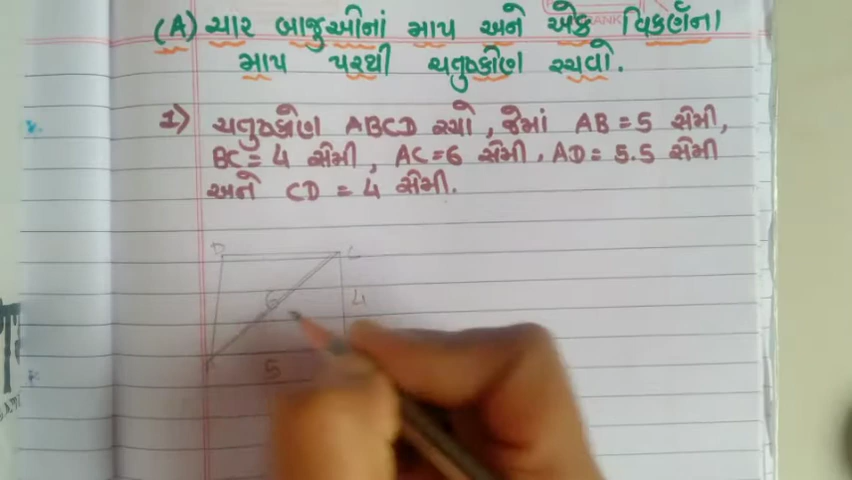 (A) ચાર બાજુઓનાં માપ અને એક વિકર્ણના
માપ પરથી ચતુષ્કોણ રચવો.
1) ચતુષ્કોણ ABCD રચો, જેમાં AB = 5 સેમી,
BC = 4 સેમી, AC = 6 સેમી, AD = 5.5 સેમી
અને CD = 4 સેમી.
D C
6 4
5